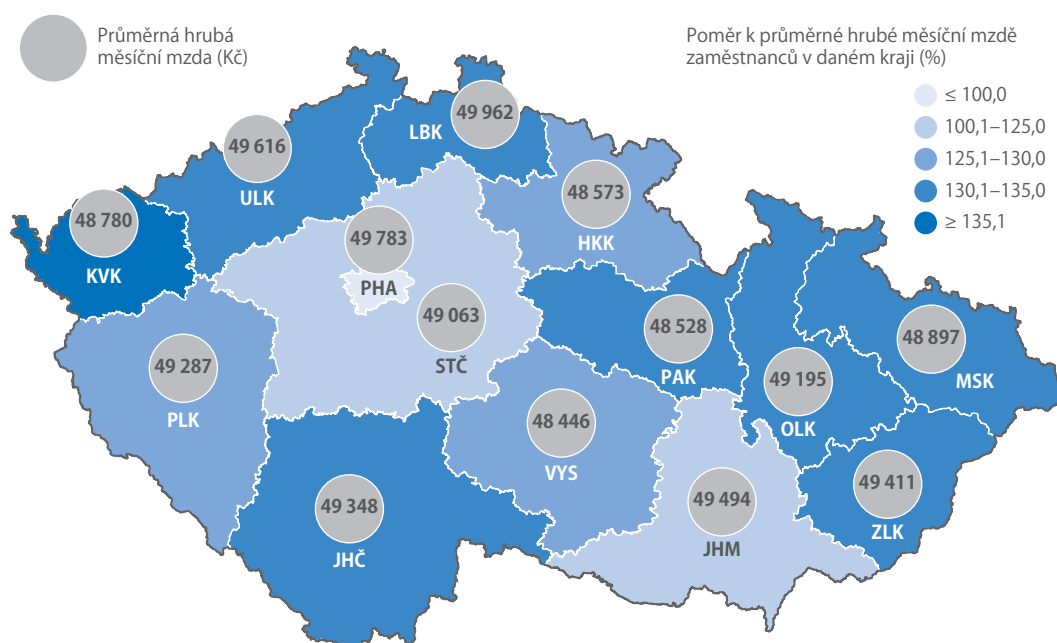 Průměrná hrubá
měsíční mzda (Kč)
Poměr k průměrné hrubé měsíční mzdě
zaměstnanců v daném kraji (%)
≤ 100,0
100,1–125,0
125,1–130,0
130,1–135,0
≥ 135,1
49 962
LBK
49 616
ULK
48 573
HKK
48 780
KVK
49 783
PHA
49 063
STČ
48 528
PAK
48 897
MSK
49 287
PLK
49 195
OLK
48 446
VYS
49 411
ZLK
49 494
JHM
49 348
JHČ